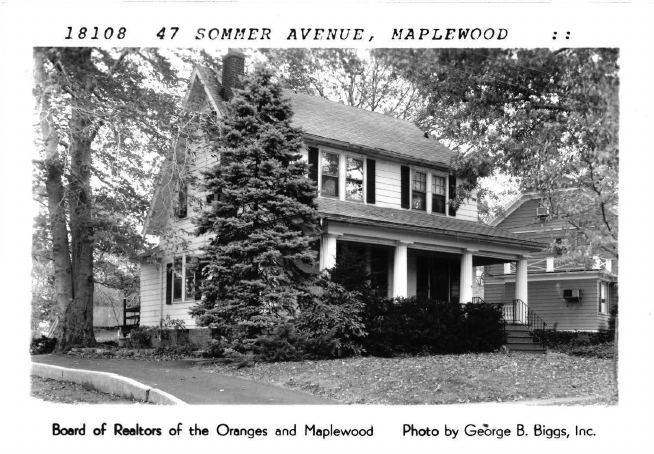 18108 47 SOMMER AVENUE, MAPLEWOOD ::
Board of Realtors of the Oranges and Maplewood Photo by George B. Biggs, Inc.